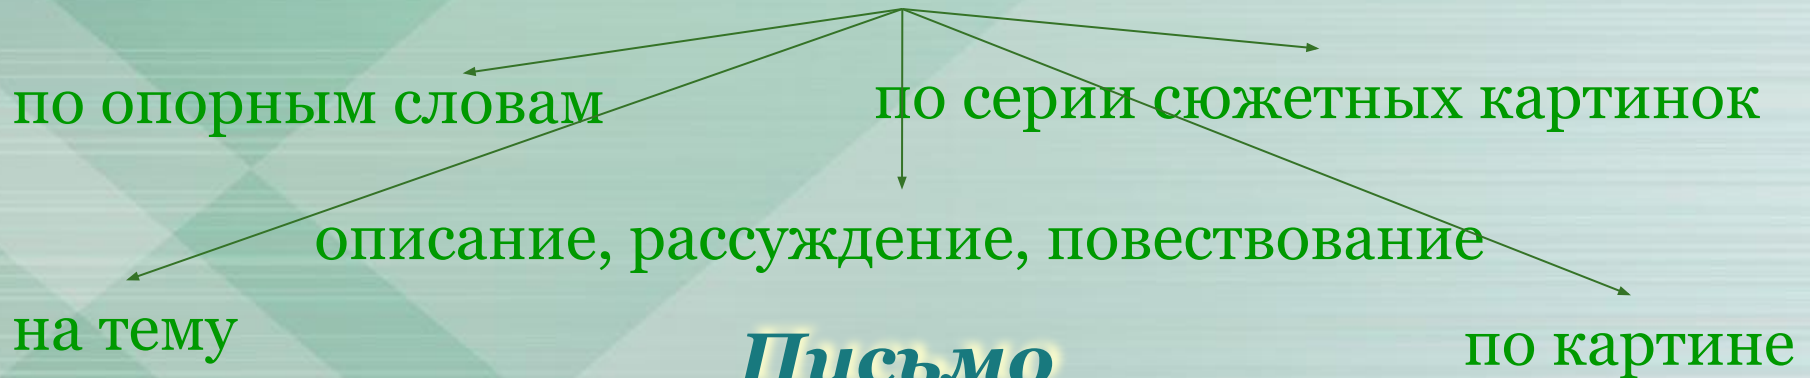 по опорным словам
по серии сюжетных картинок
описание, рассуждение, повествование
на тему
по картине
Письмо